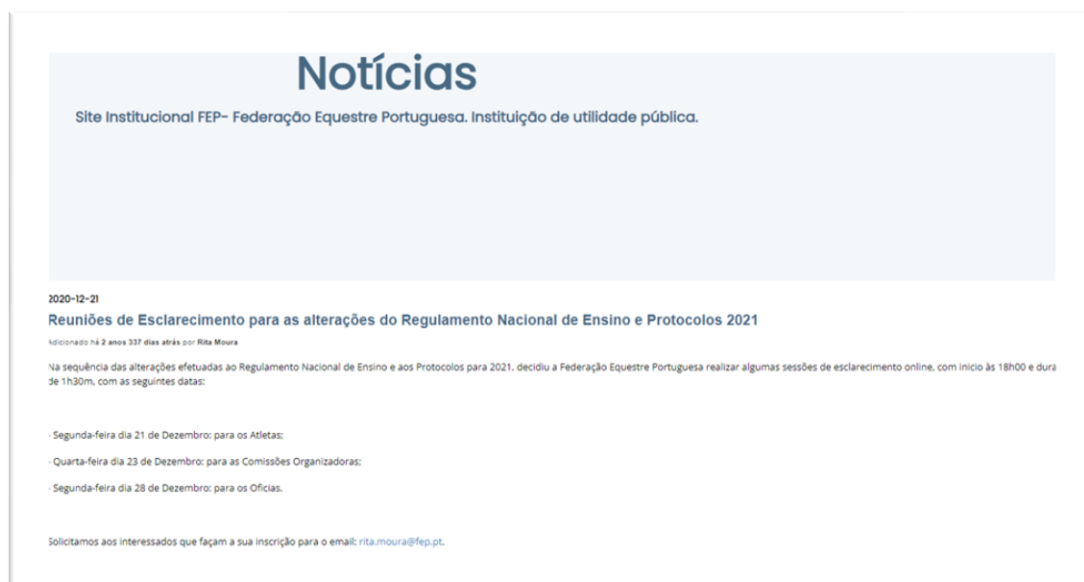 Notícias
Site Institucional FEP- Federação Equestre Portuguesa. Instituição de utilidade pública.
2020-12-21
Reuniões de Esclarecimento para as alterações do Regulamento Nacional de Ensino e Protocolos 2021
Adicionado há 2 anos 337 dias atrás por Rita Moura
Na sequência das alterações efetuadas ao Regulamento Nacional de Ensino e aos Protocolos para 2021, decidiu a Federação Equestre Portuguesa realizar algumas sessões de esclarecimento online, com inicio às 18h00 e dura
de 1h30m, com as seguintes datas:
- Segunda-feira dia 21 de Dezembro: para os Atletas;
- Quarta-feira dia 23 de Dezembro: para as Comissões Organizadoras;
- Segunda-feira dia 28 de Dezembro: para os Oficias.
Solicitamos aos interessados que façam a sua inscrição para o email: rita.moura@fep.pt.